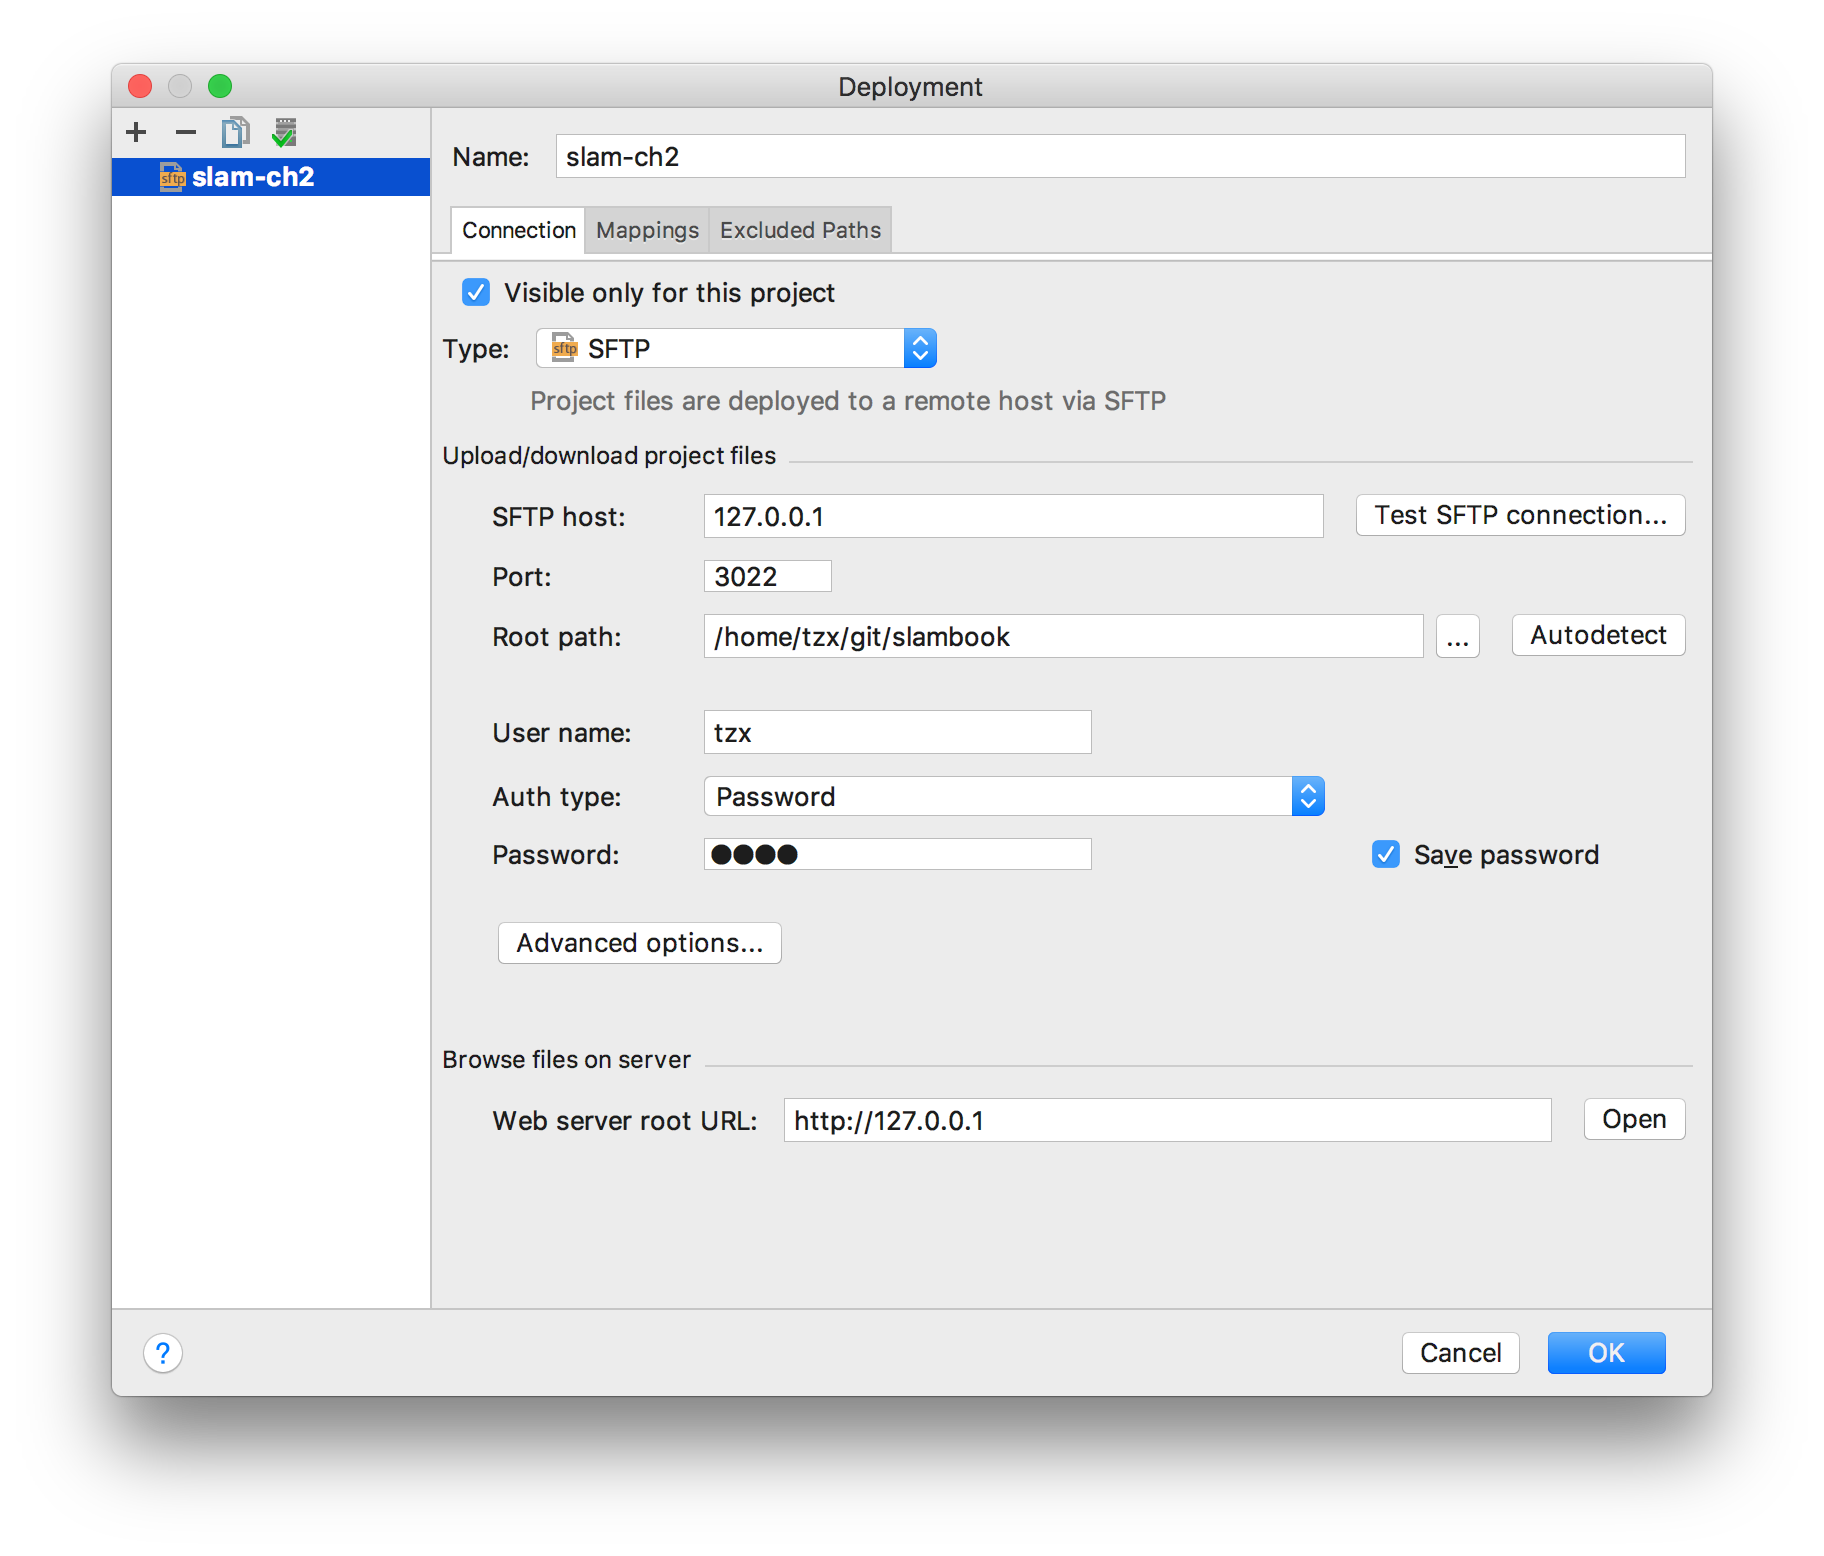 Deployment
sftp slam-ch2
Name: slam-ch2
Connection Mappings Excluded Paths
Visible only for this project
Type: sftp SFTP
Project files are deployed to a remote host via SFTP
Upload/download project files
SFTP host: 127.0.0.1 Test SFTP connection...
Port: 3022
Root path: /home/tzx/git/slambook ... Autodetect
User name: tzx
Auth type: Password
Password: ●●●● Save password
Advanced options...
Browse files on server
Web server root URL: http://127.0.0.1 Open
? Cancel OK